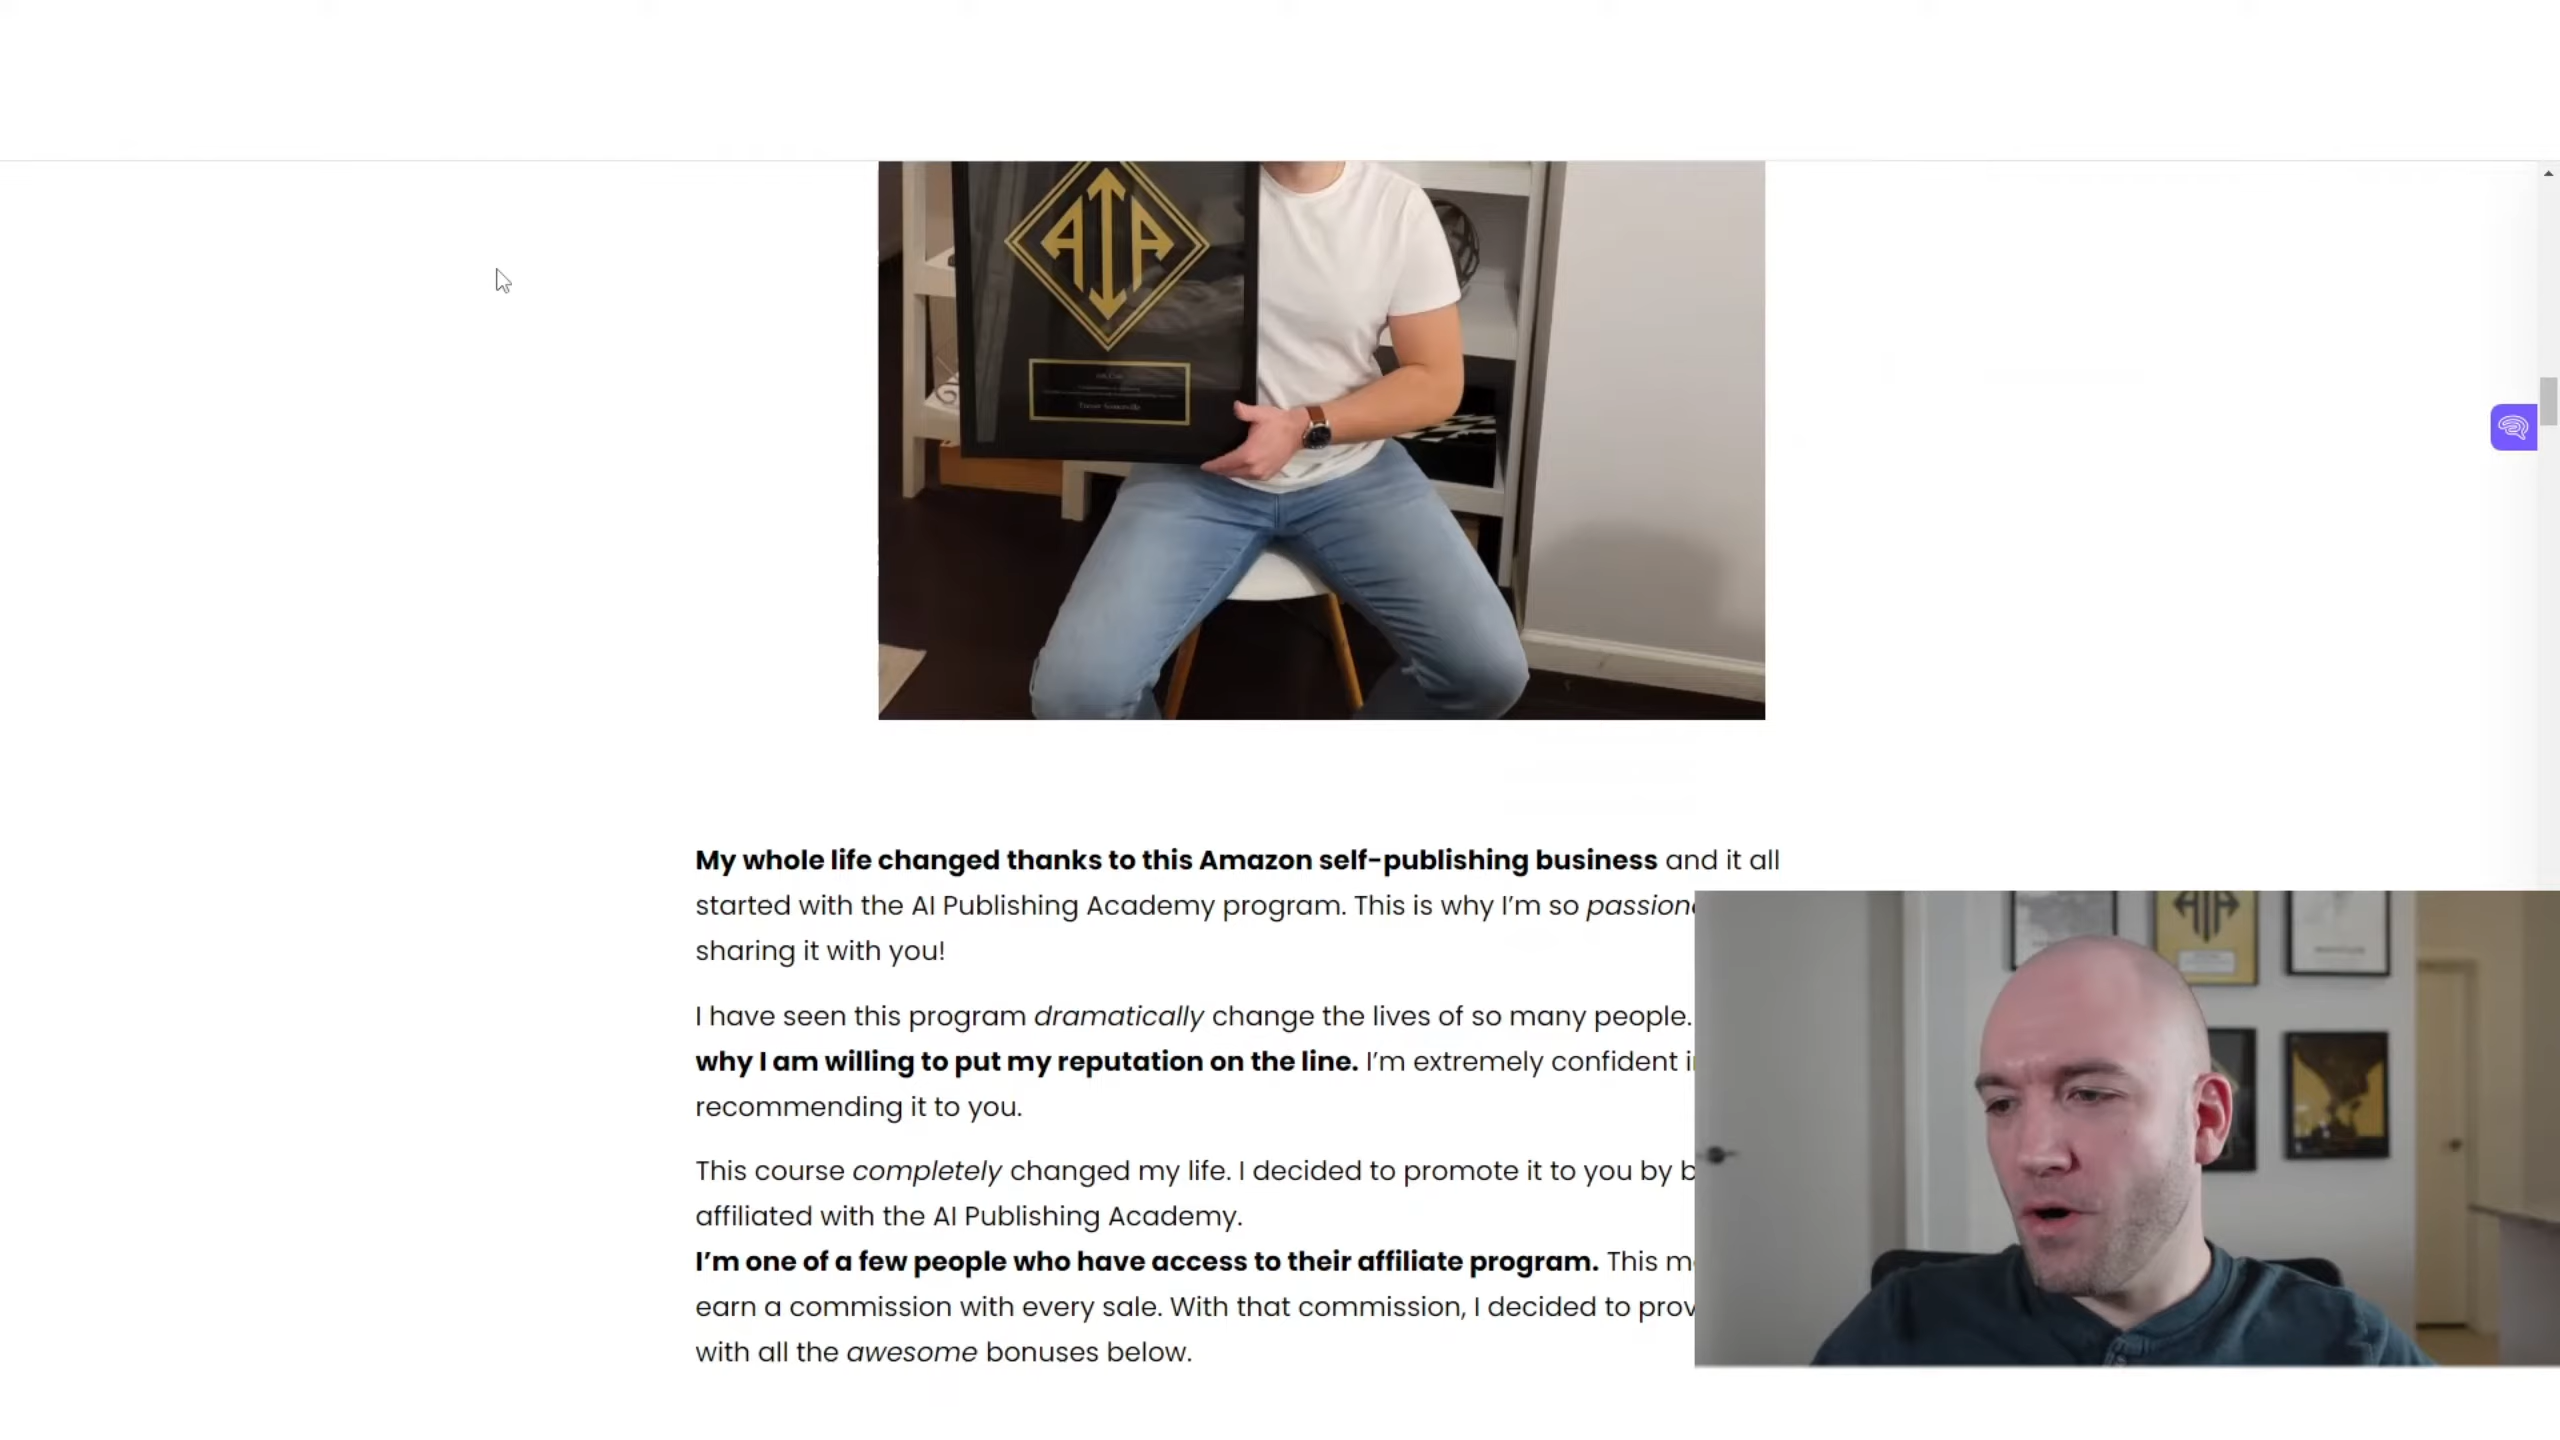 AIA
My whole life changed thanks to this Amazon self-publishing business and it all
started with the AI Publishing Academy program. This is why I'm so
sharing it with you!
I have seen this program dramatically change the lives of so many people.
why I am willing to put my reputation on the line. I'm extremely confident
recommending it to you.
This course completely changed my life. I decided to promote it to you by
affiliated with the AI Publishing Academy.
I'm one of a few people who have access to their affiliate program. This
earn a commission with every sale. With that commission, I decided to
with all the awesome bonuses below.